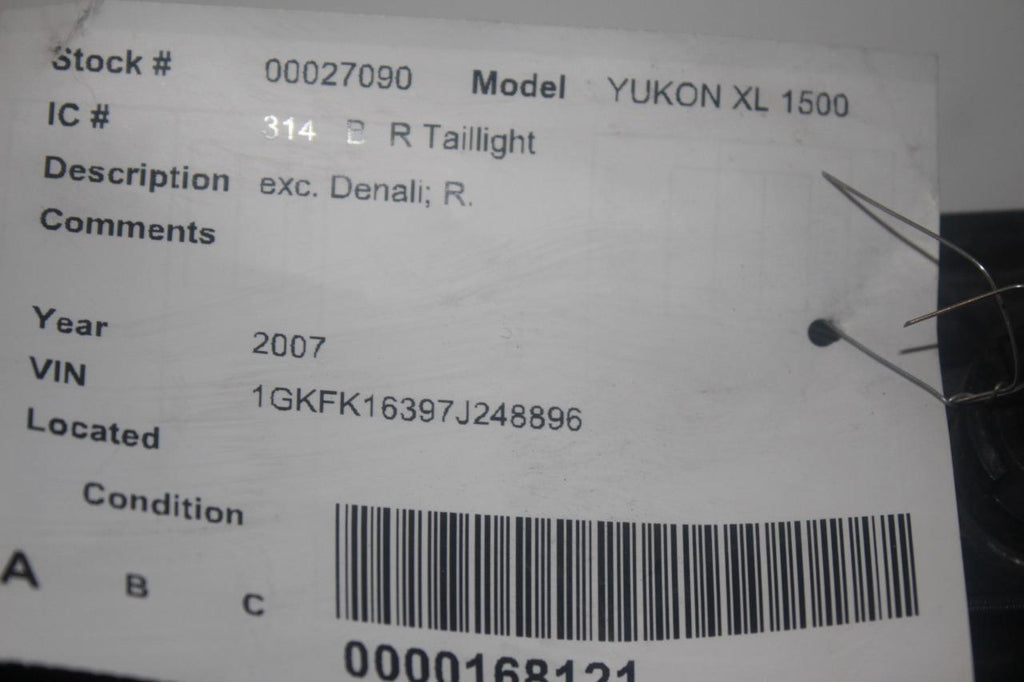 Stock # 00027090 Model YUKON XL 1500
IC # 314 B R Taillight
Description exc. Denali; R.
Comments
Year 2007
VIN 1GKFK16397J248896
Located
Condition
A B C
0000168121